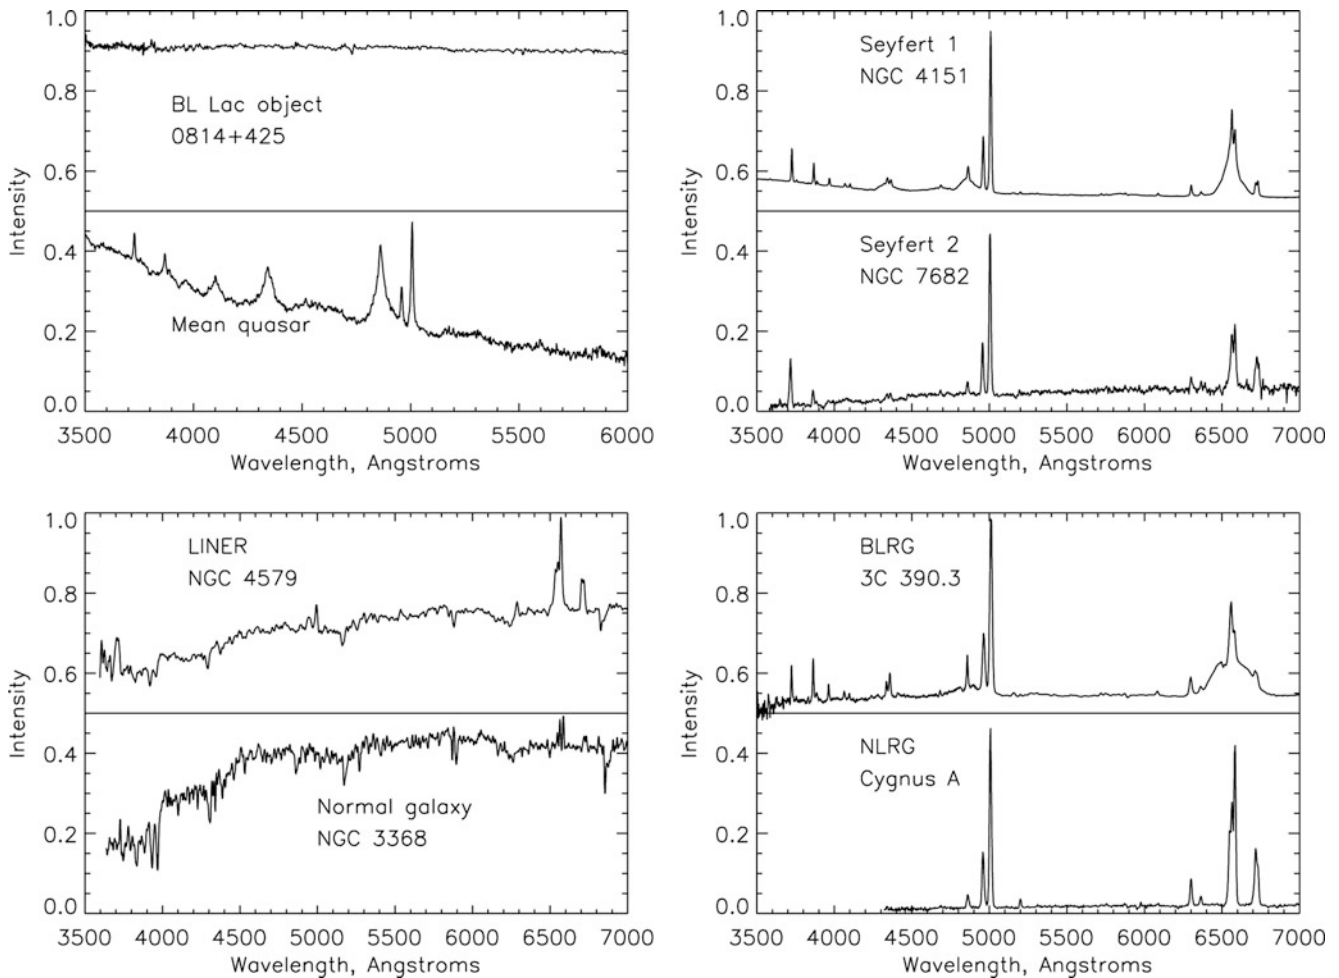 1.0
0.8
0.6
0.4
0.2
0.0
Intensity
Intensity
BL Lac object
0814+425
Mean quasar
3500 4000 4500 5000 5500 6000
Wavelength, Angstroms
1.0
0.8
0.6
0.4
0.2
0.0
Intensity
Intensity
Seyfert 1
NGC 4151
Seyfert 2
NGC 7682
3500 4000 4500 5000 5500 6000 6500 7000
Wavelength, Angstroms
1.0
0.8
0.6
0.4
0.2
0.0
Intensity
Intensity
LINER
NGC 4579
Normal galaxy
NGC 3368
3500 4000 4500 5000 5500 6000 6500 7000
Wavelength, Angstroms
1.0
0.8
0.6
0.4
0.2
0.0
Intensity
Intensity
BLRG
3C 390.3
NLRG
Cygnus A
3500 4000 4500 5000 5500 6000 6500 7000
Wavelength, Angstroms